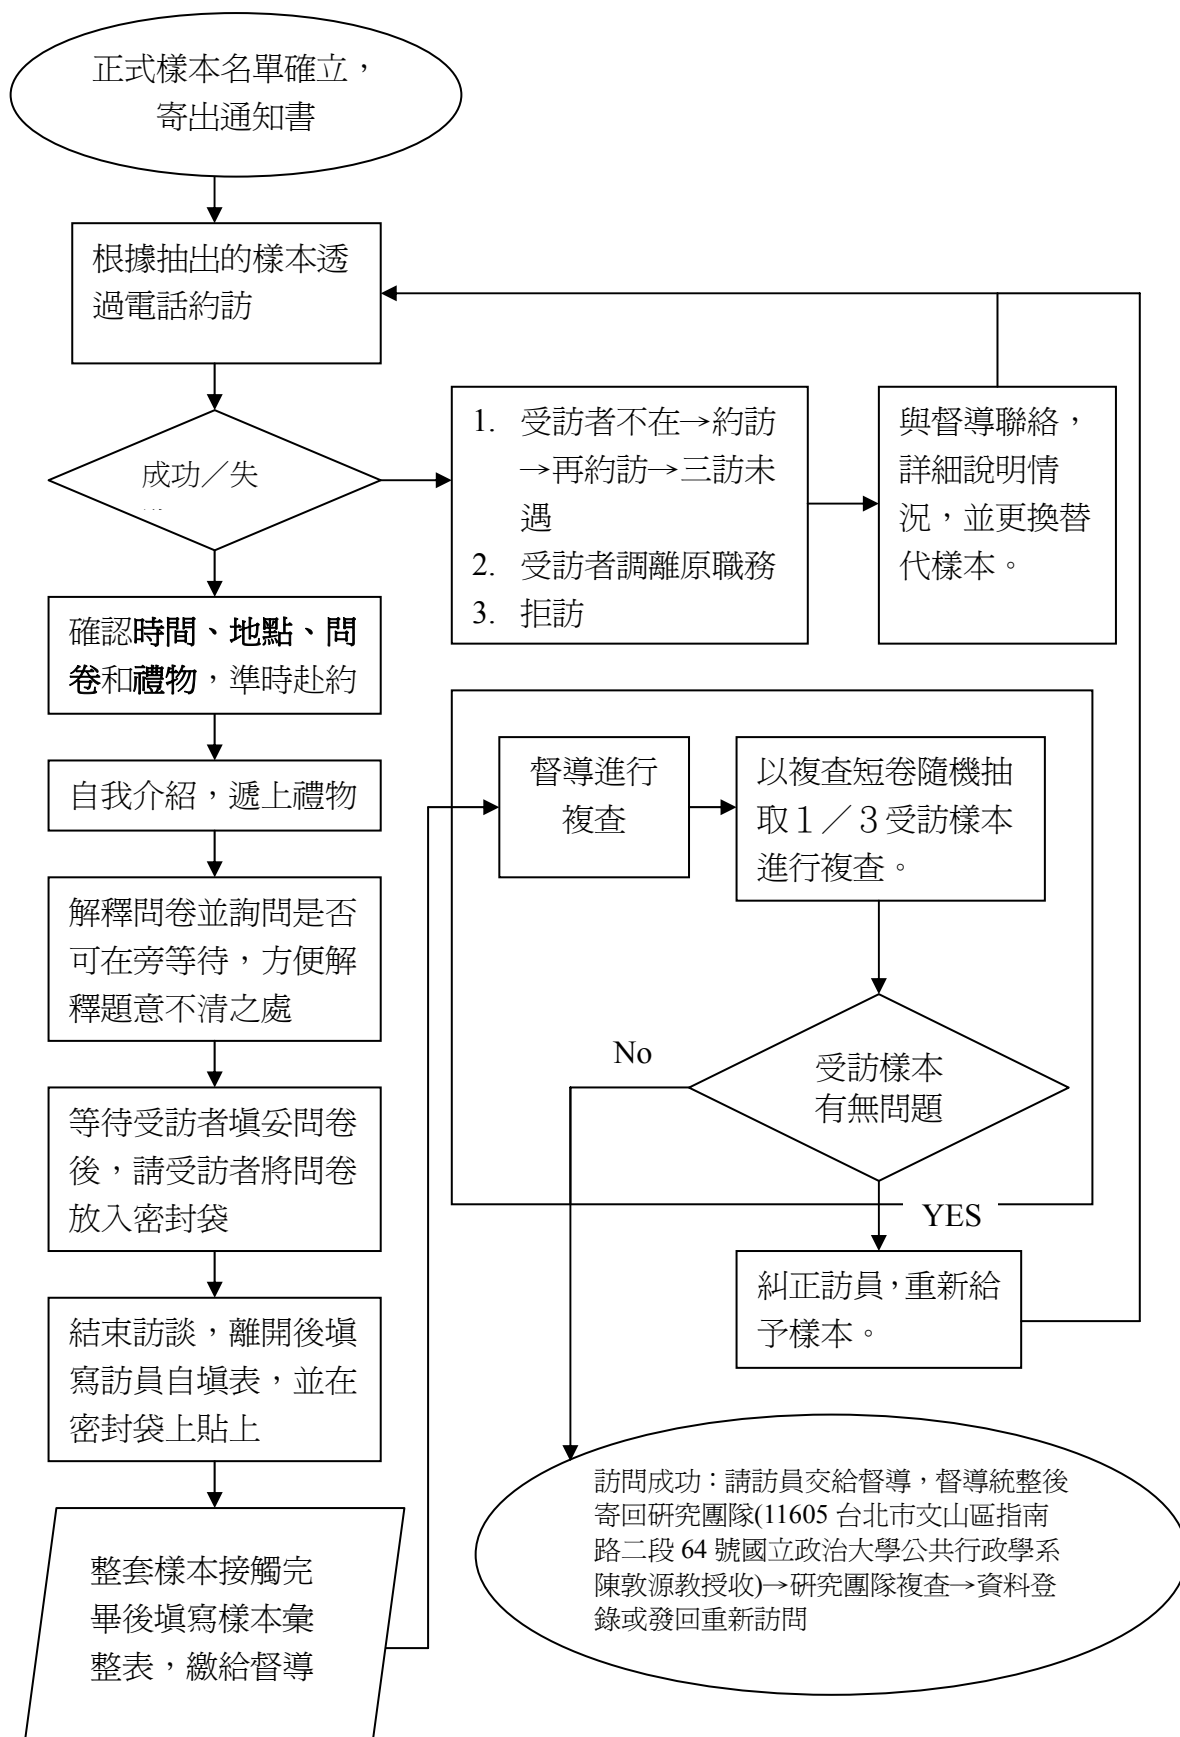 正式樣本名單確立，
寄出通知書
根據抽出的樣本透
過電話約訪
成功／失
1. 受訪者不在→約訪
→再約訪→三訪未
遇
2. 受訪者調離原職務
3. 拒訪
與督導聯絡，
詳細說明情
況，並更換替
代樣本。
確認時間、地點、問
卷和禮物，準時赴約
自我介紹，遞上禮物
解釋問卷並詢問是否
可在旁等待，方便解
釋題意不清之處
等待受訪者填妥問卷
後，請受訪者將問卷
放入密封袋
結束訪談，離開後填
寫訪員自填表，並在
密封袋上貼上
整套樣本接觸完
畢後填寫樣本彙
整表，繳給督導
督導進行
複查
以複查短卷隨機抽
取１／３受訪樣本
進行複查。
受訪樣本
有無問題
No
YES
糾正訪員，重新給
予樣本。
訪問成功：請訪員交給督導，督導統整後
寄回研究團隊(11605 台北市文山區指南
路二段 64 號國立政治大學公共行政學系
陳敦源教授收)→研究團隊複查→資料登
錄或發回重新訪問